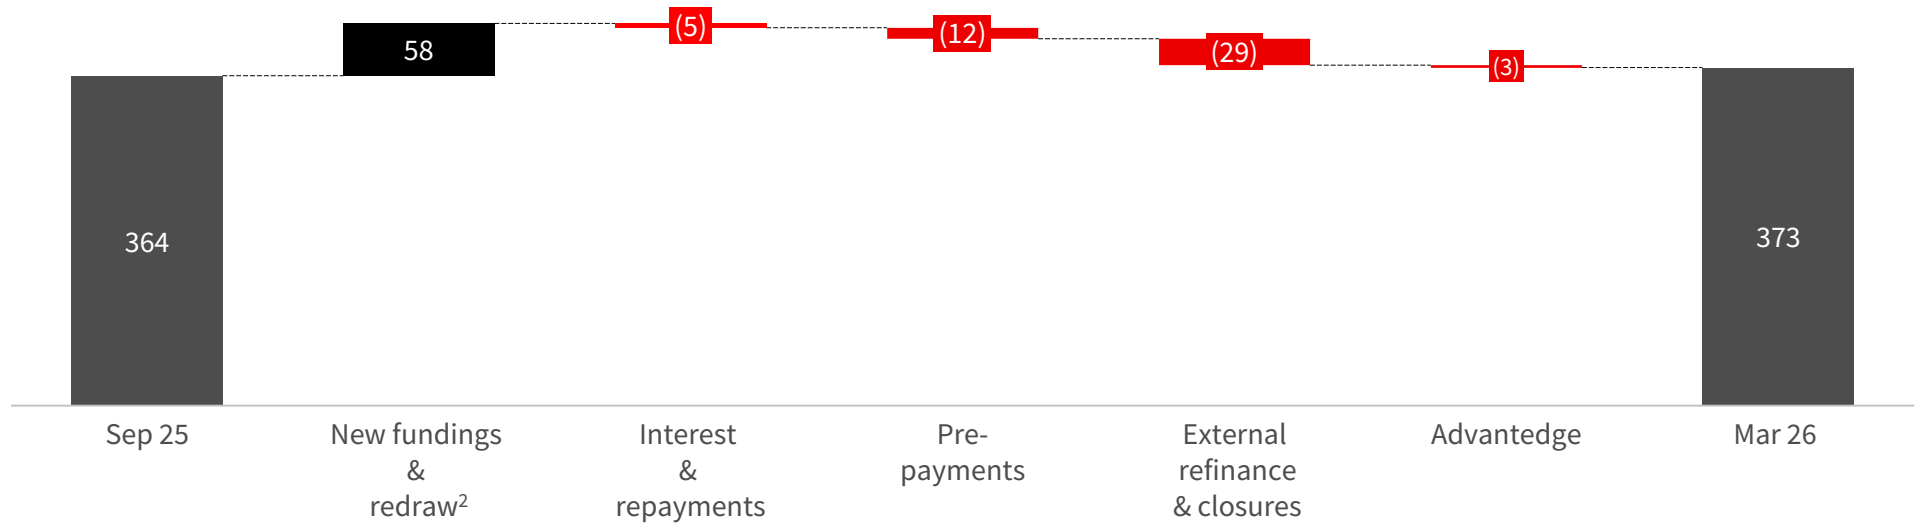 58
(5)
(12)
(29)
(3)
364
373
Sep 25
New fundings
&
redraw²
Interest
&
repayments
Pre-
payments
External
refinance
& closures
Advantedge
Mar 26